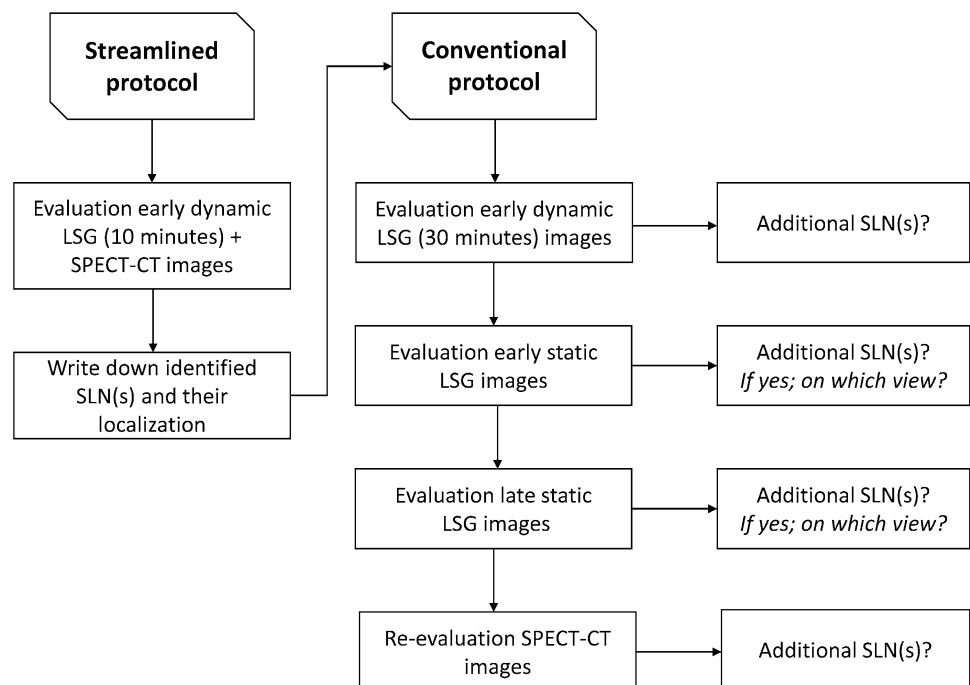 Streamlined
protocol
Evaluation early dynamic
LSG (10 minutes) +
SPECT-CT images
Write down identified
SLN(s) and their
localization
Conventional
protocol
Evaluation early dynamic
LSG (30 minutes) images
Additional SLN(s)?
Evaluation early static
LSG images
Additional SLN(s)?
If yes; on which view?
Evaluation late static
LSG images
Additional SLN(s)?
If yes; on which view?
Re-evaluation SPECT-CT
images
Additional SLN(s)?